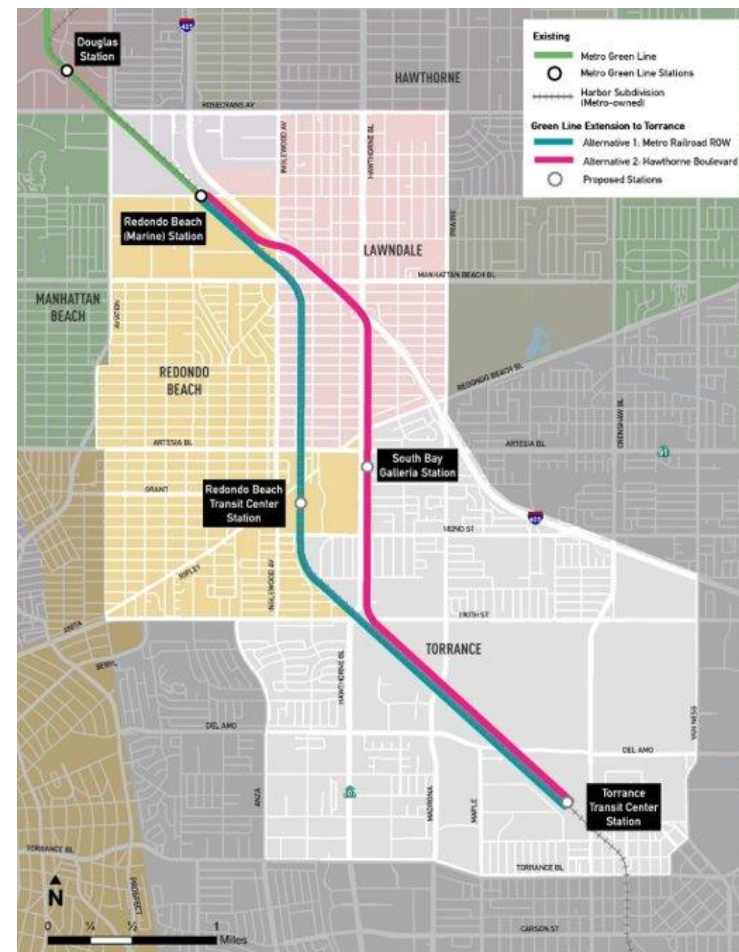 Douglas
Station
405
HAWTHORNE
ROSECRANS AV
INGLEWOOD AV
HAWTHORNE BL
PRAIRIE
Existing
Metro Green Line
Metro Green Line Stations
Harbor Subdivision
(Metro-owned)
Green Line Extension to Torrance
Alternative 1: Metro Railroad ROW
Alternative 2: Hawthorne Boulevard
Proposed Stations
Redondo Beach
(Marine) Station
LAWNDALE
MANHATTAN BEACH BL
MANHATTAN
BEACH
AVIATION
REDONDO
BEACH
REDONDO BEACH BL
CRENSHAW BL
ARTESIA BL
ARTESIA BL
91
South Bay
Galleria Station
GRANT
Redondo Beach
Transit Center
Station
405
182ND ST
RIPLEY
INGLEWOOD AV
190TH ST
ANITA
BERYL
TORRANCE
HAWTHORNE BL
VAN NESS
DEL AMO
DEL AMO
ANZA
107
MADRONA
MAPLE
Torrance
Transit Center
Station
TORRANCE BL
TORRANCE BL
PROSPECT
CARSON ST
N
0 ¼ ½ 1
Miles